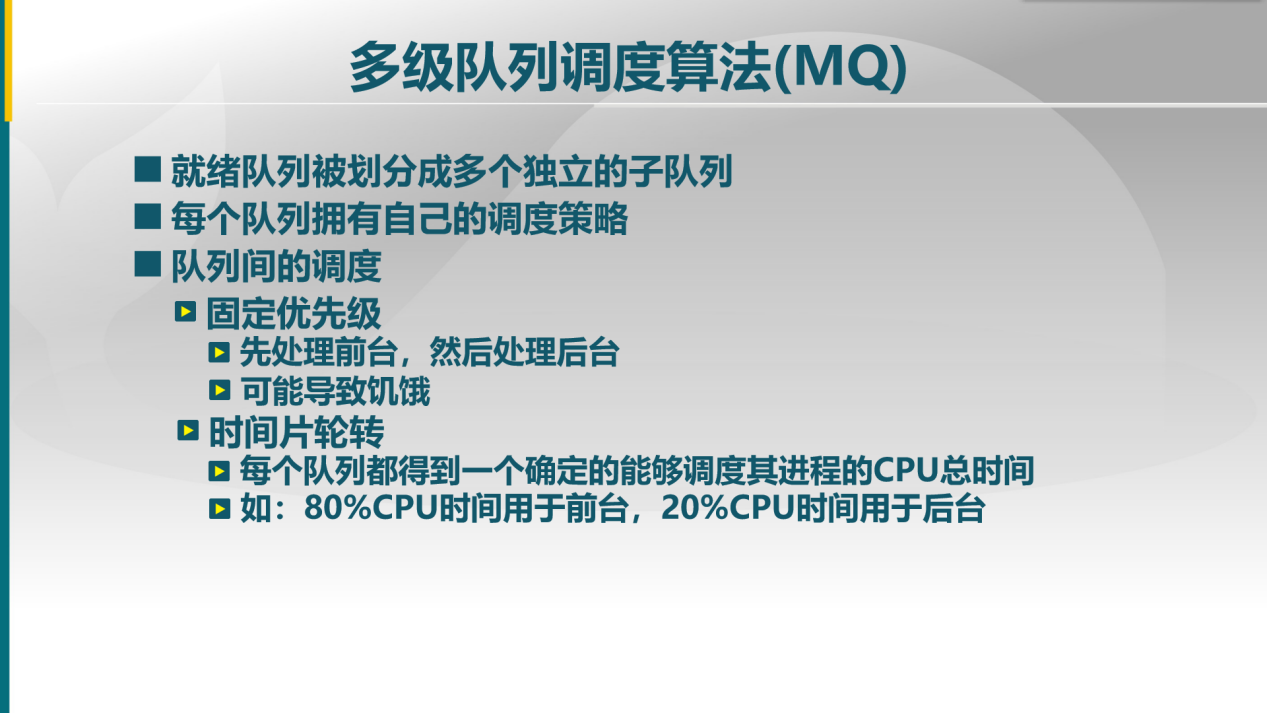 多级队列调度算法(MQ)
就绪队列被划分成多个独立的子队列
每个队列拥有自己的调度策略
队列间的调度
固定优先级
先处理前台，然后处理后台
可能导致饥饿
时间片轮转
每个队列都得到一个确定的能够调度其进程的CPU总时间
如：80%CPU时间用于前台，20%CPU时间用于后台